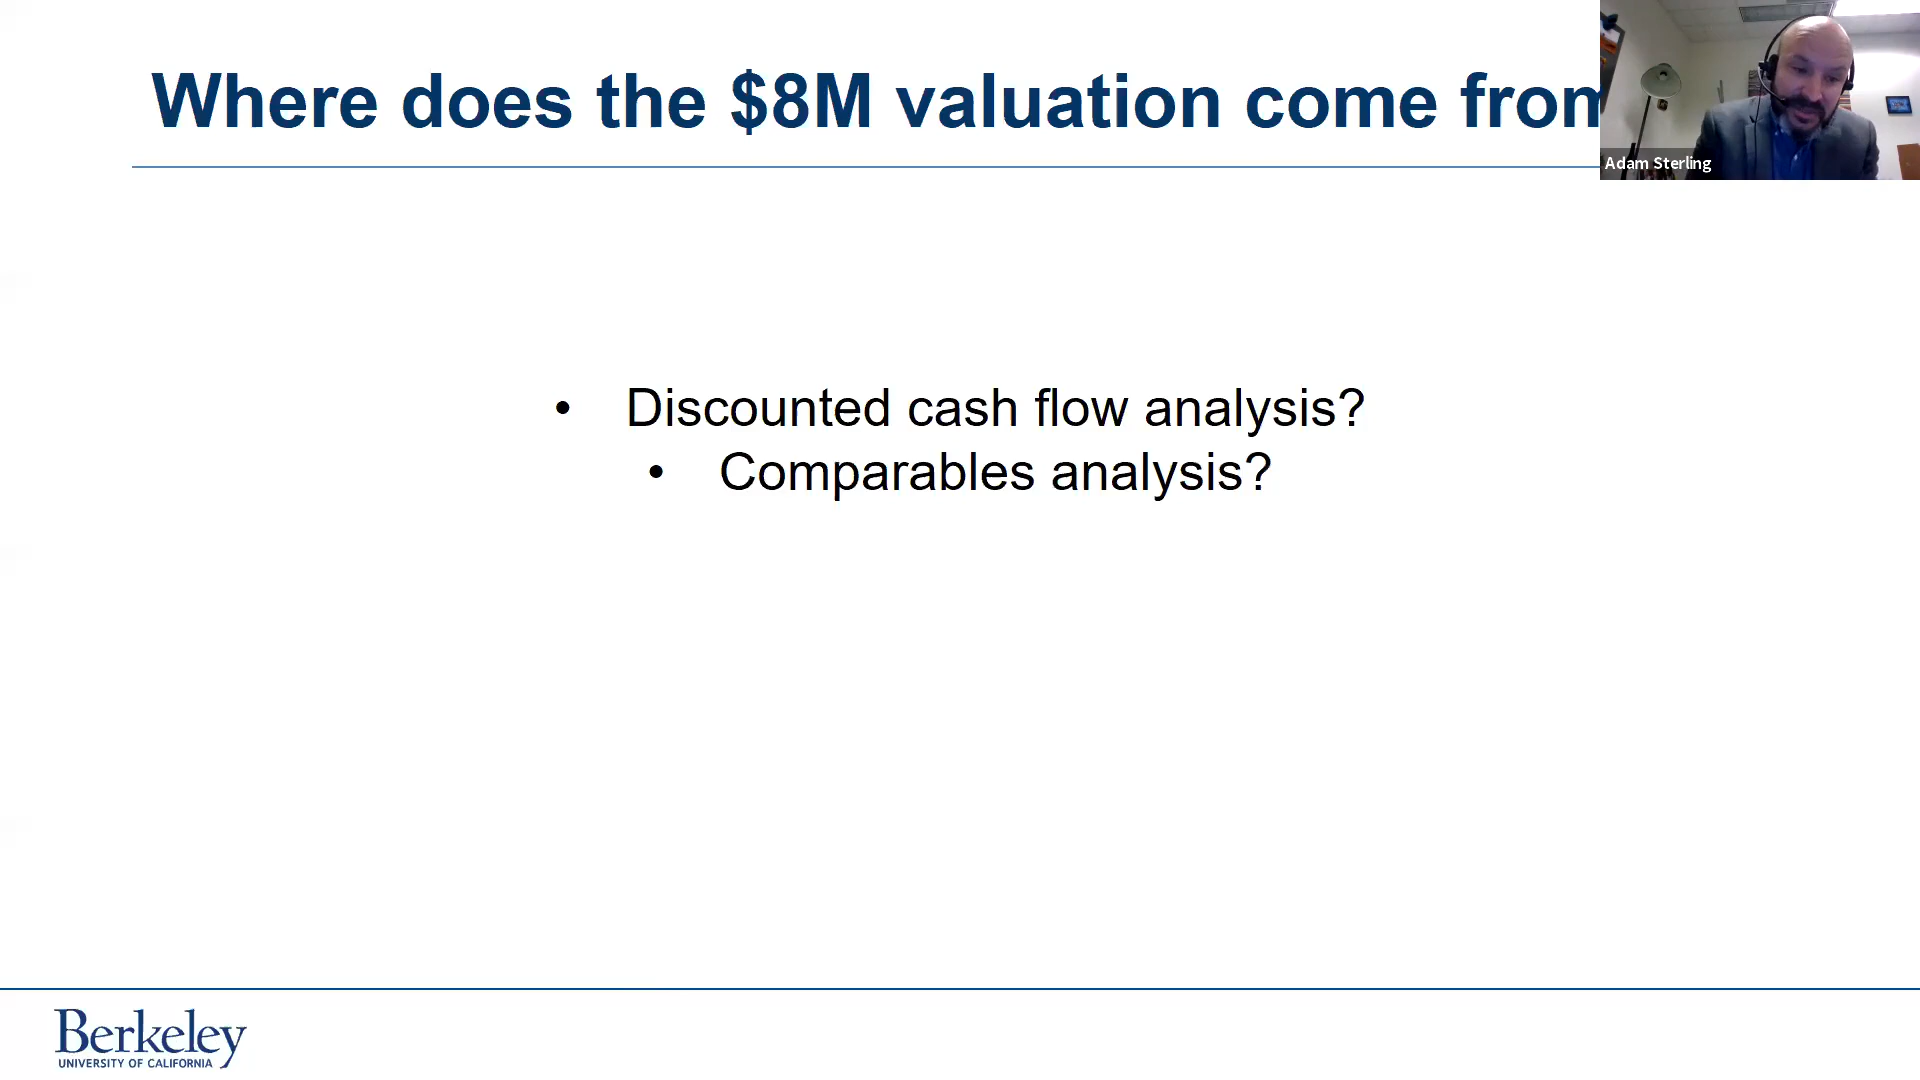 Where does the $8M valuation come from
Adam Sterling
• Discounted cash flow analysis?
• Comparables analysis?
Berkeley
UNIVERSITY OF CALIFORNIA